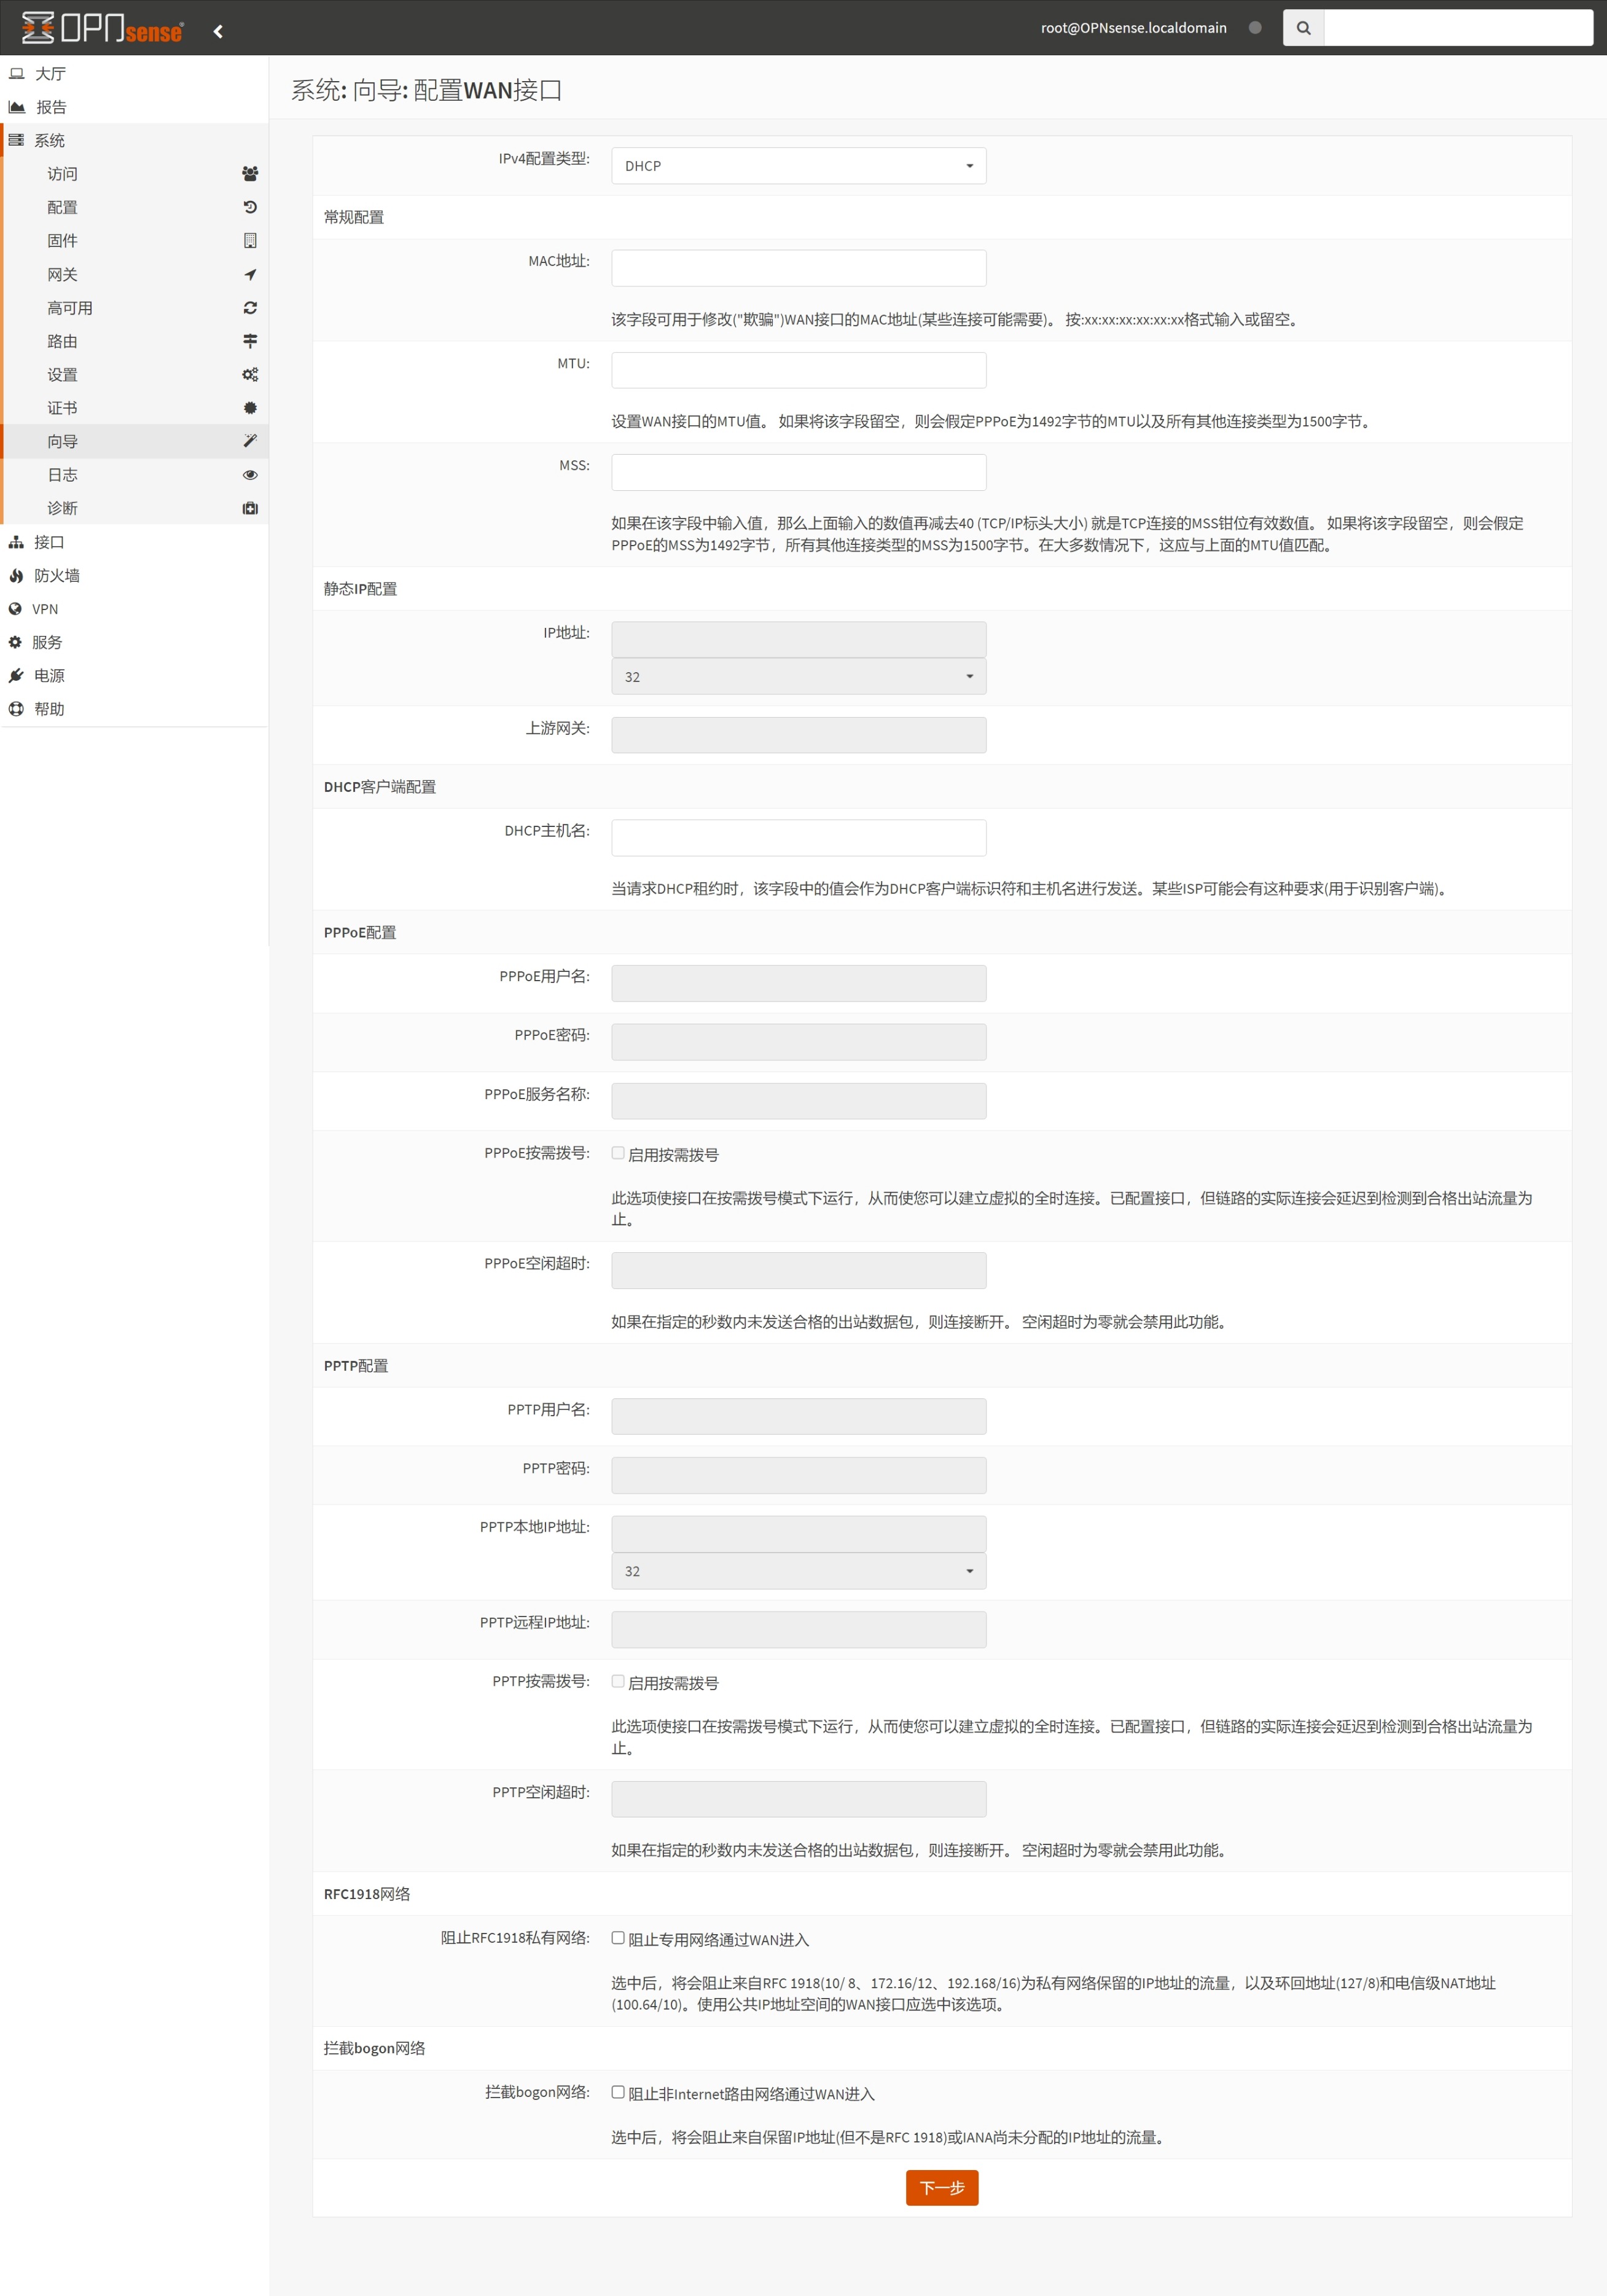 OPNsense®
root@OPNsense.localdomain
大厅
报告
系统
访问
配置
固件
网关
高可用
路由
设置
证书
向导
日志
诊断
接口
防火墙
VPN
服务
电源
帮助
系统: 向导: 配置WAN接口
IPv4配置类型:
DHCP
常规配置
MAC地址:
该字段可用于修改("欺骗")WAN接口的MAC地址(某些连接可能需要)。 按:xx:xx:xx:xx:xx:xx格式输入或留空。
MTU:
设置WAN接口的MTU值。 如果将该字段留空，则会假定PPPoE为1492字节的MTU以及所有其他连接类型为1500字节。
MSS:
如果在该字段中输入值，那么上面输入的数值再减去40 (TCP/IP标头大小) 就是TCP连接的MSS钳位有效数值。 如果将该字段留空，则会假定
PPPoE的MSS为1492字节，所有其他连接类型的MSS为1500字节。在大多数情况下，这应与上面的MTU值匹配。
静态IP配置
IP地址:
32
上游网关:
DHCP客户端配置
DHCP主机名:
当请求DHCP租约时，该字段中的值会作为DHCP客户端标识符和主机名进行发送。某些ISP可能会有这种要求(用于识别客户端)。
PPPoE配置
PPPoE用户名:
PPPoE密码:
PPPoE服务名称:
PPPoE按需拨号:
启用按需拨号
此选项使接口在按需拨号模式下运行，从而使您可以建立虚拟的全时连接。已配置接口，但链路的实际连接会延迟到检测到合格出站流量为
止。
PPPoE空闲超时:
如果在指定的秒数内未发送合格的出站数据包，则连接断开。 空闲超时为零就会禁用此功能。
PPTP配置
PPTP用户名:
PPTP密码:
PPTP本地IP地址:
32
PPTP远程IP地址:
PPTP按需拨号:
启用按需拨号
此选项使接口在按需拨号模式下运行，从而使您可以建立虚拟的全时连接。已配置接口，但链路的实际连接会延迟到检测到合格出站流量为
止。
PPTP空闲超时:
如果在指定的秒数内未发送合格的出站数据包，则连接断开。 空闲超时为零就会禁用此功能。
RFC1918网络
阻止RFC1918私有网络:
阻止专用网络通过WAN进入
选中后，将会阻止来自RFC 1918(10/ 8、172.16/12、192.168/16)为私有网络保留的IP地址的流量，以及环回地址(127/8)和电信级NAT地址
(100.64/10)。使用公共IP地址空间的WAN接口应选中该选项。
拦截bogon网络
拦截bogon网络:
阻止非Internet路由网络通过WAN进入
选中后，将会阻止来自保留IP地址(但不是RFC 1918)或IANA尚未分配的IP地址的流量。
下一步